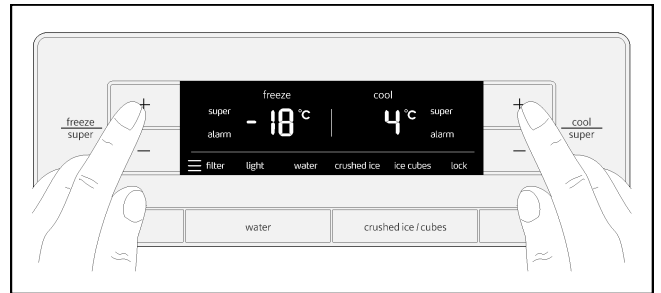 freeze
cool
super
- 18 °C
4 °C
super
alarm
alarm
filter
light
water
crushed ice
ice cubes
lock
freeze
super
+
−
+
−
cool
super
water
crushed ice / cubes